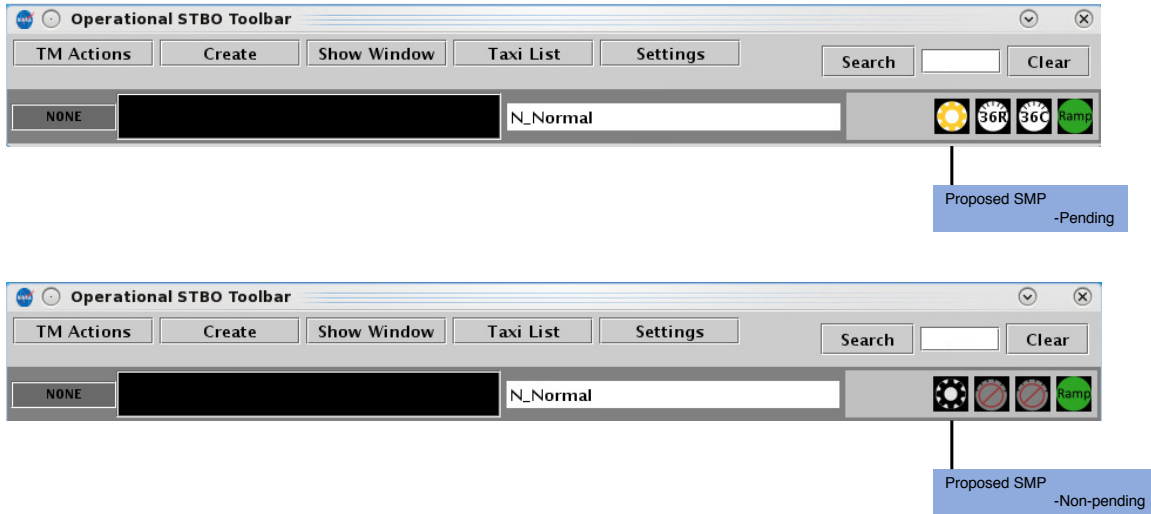 Operational STBO Toolbar
TM Actions Create Show Window Taxi List Settings Search Clear
NONE N_Normal 36R 36C Ramp
Proposed SMP
-Pending
Operational STBO Toolbar
TM Actions Create Show Window Taxi List Settings Search Clear
NONE N_Normal Ramp
Proposed SMP
-Non-pending